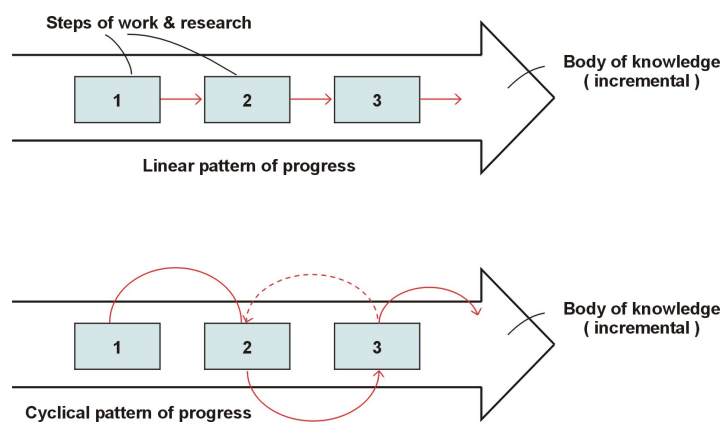 Steps of work & research
Body of knowledge
( incremental )
1
2
3
Linear pattern of progress
Body of knowledge
( incremental )
1
2
3
Cyclical pattern of progress